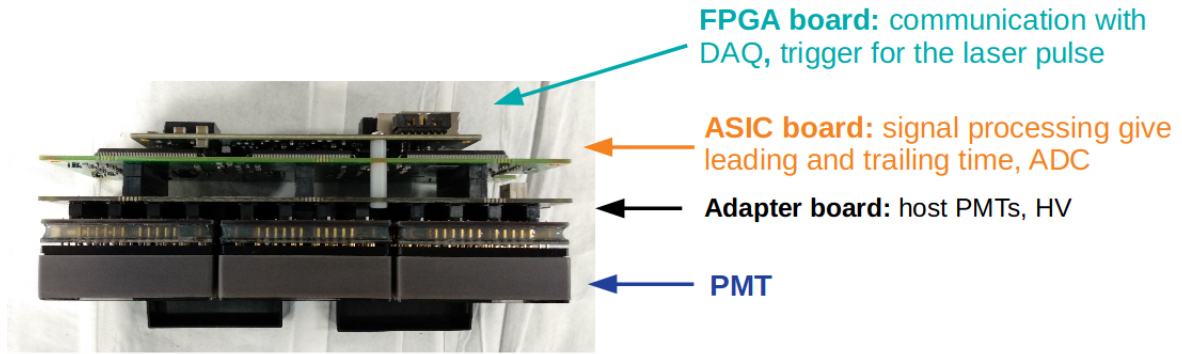 FPGA board: communication with
DAQ, trigger for the laser pulse
ASIC board: signal processing give
leading and trailing time, ADC
Adapter board: host PMTs, HV
PMT